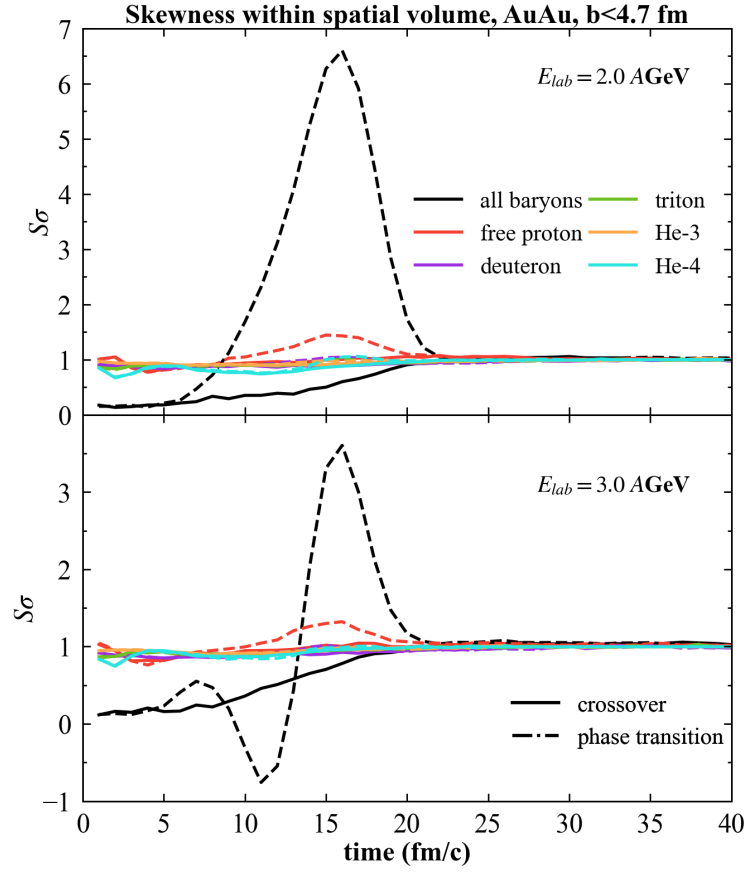 Skewness within spatial volume, AuAu, b<4.7 fm
7
6
5
4
3
2
1
0
Sσ
E_lab = 2.0 AGeV
all baryons
free proton
deuteron
triton
He-3
He-4
3
2
1
0
−1
Sσ
E_lab = 3.0 AGeV
crossover
phase transition
0 5 10 15 20 25 30 35 40
time (fm/c)